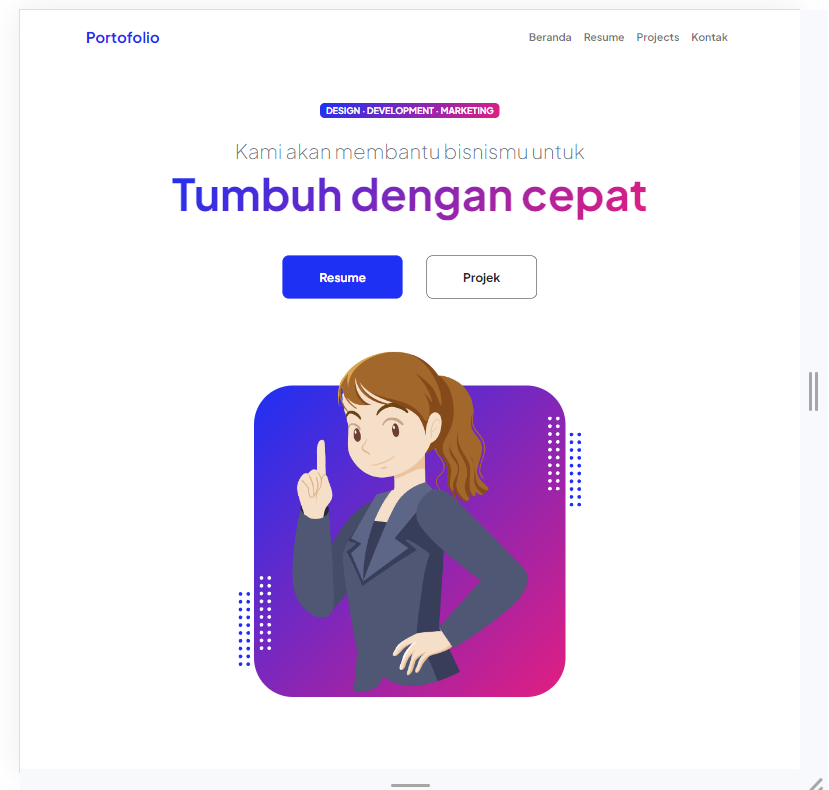 Portofolio
Beranda Resume Projects Kontak
DESIGN · DEVELOPMENT · MARKETING
Kami akan membantu bisnismu untuk
Tumbuh dengan cepat
Resume
Projek